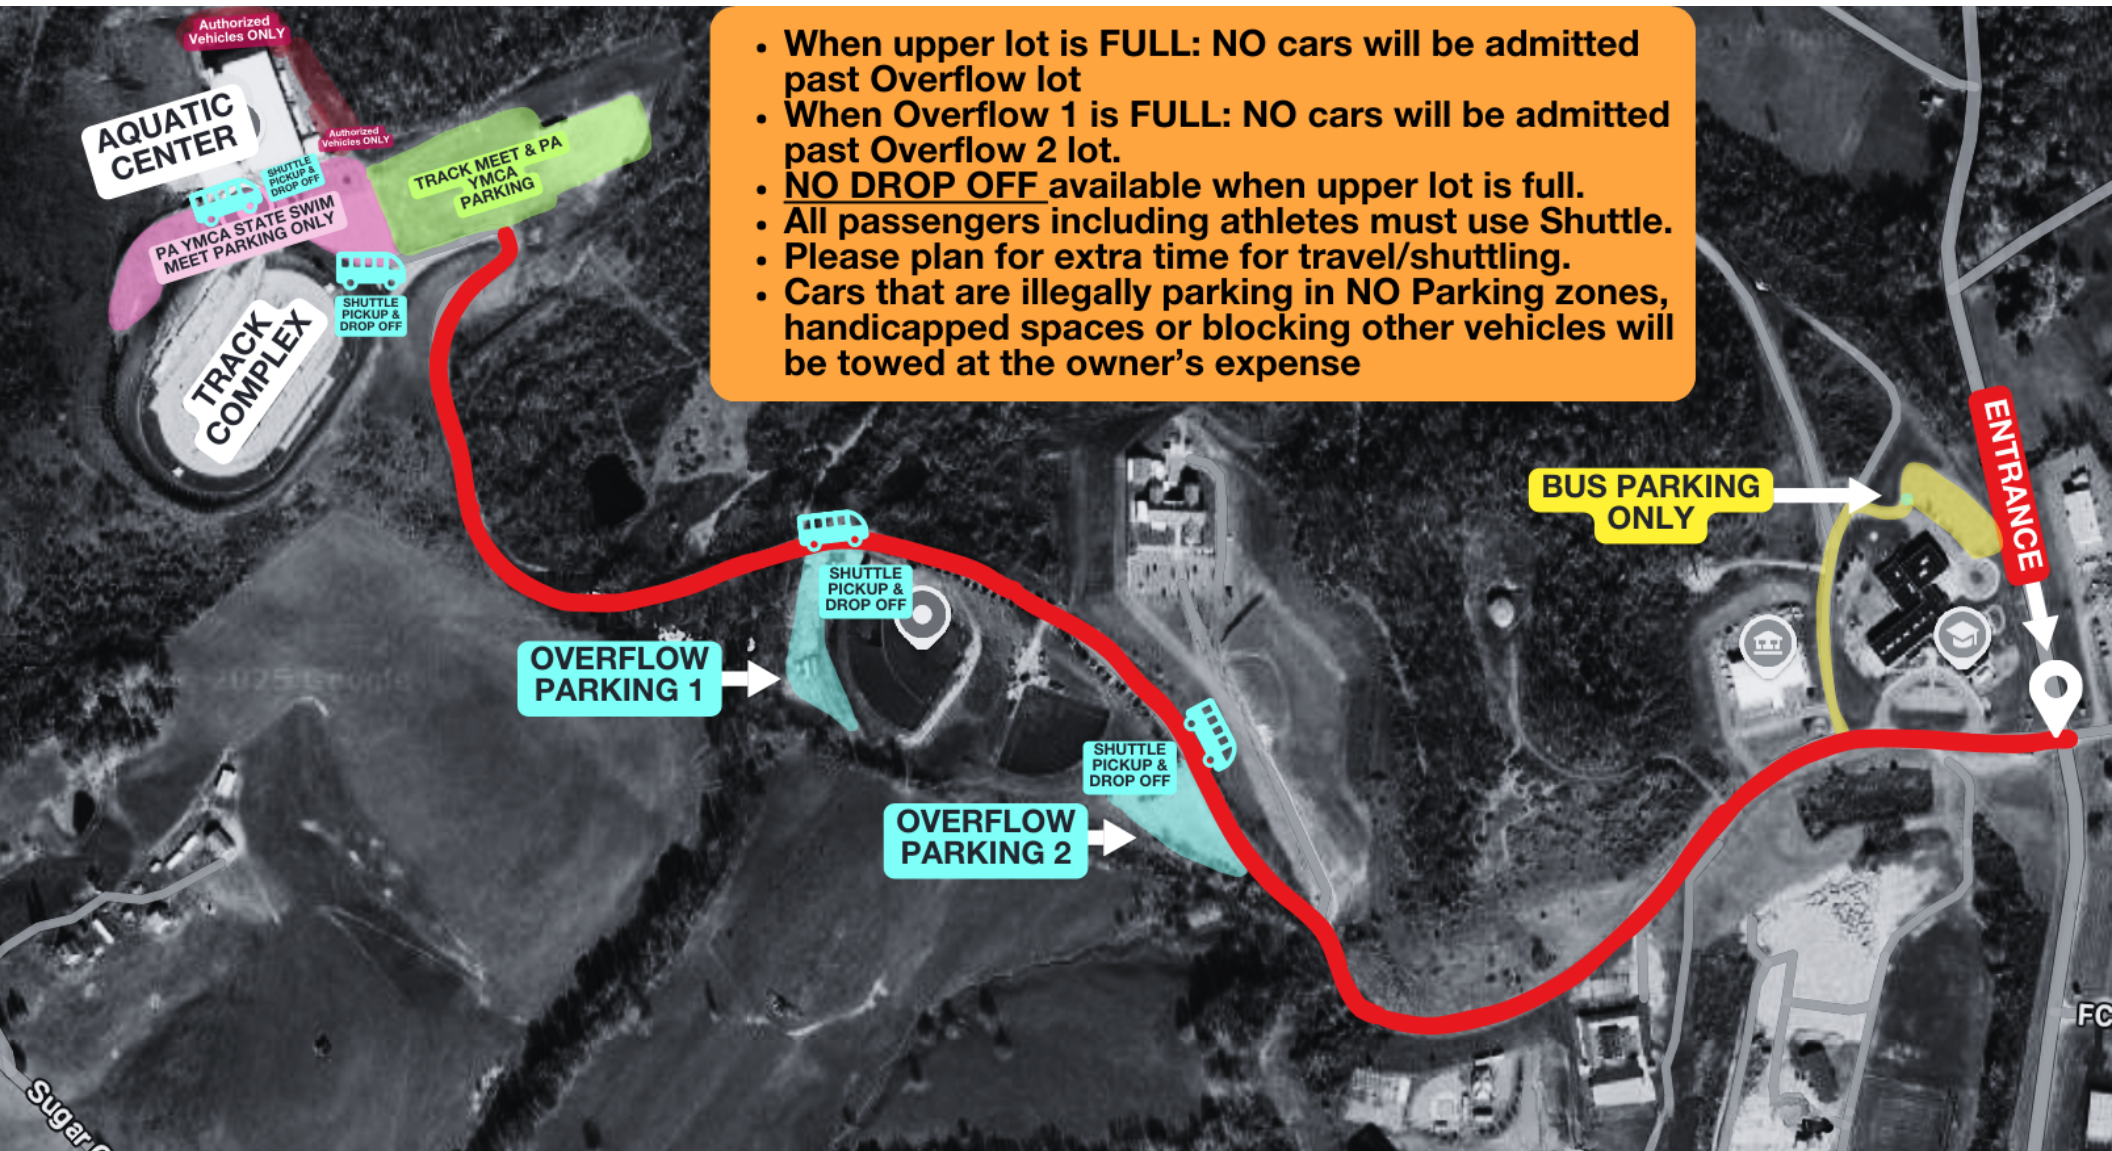 Authorized
Vehicles ONLY
AQUATIC
CENTER
Authorized
Vehicles ONLY
SHUTTLE
PICKUP &
DROP OFF
TRACK MEET & PA
YMCA
PARKING
PA YMCA STATE SWIM
MEET PARKING ONLY
SHUTTLE
PICKUP &
DROP OFF
TRACK
COMPLEX
• When upper lot is FULL: NO cars will be admitted
past Overflow lot
• When Overflow 1 is FULL: NO cars will be admitted
past Overflow 2 lot.
• NO DROP OFF available when upper lot is full.
• All passengers including athletes must use Shuttle.
• Please plan for extra time for travel/shuttling.
• Cars that are illegally parking in NO Parking zones,
handicapped spaces or blocking other vehicles will
be towed at the owner’s expense
ENTRANCE
BUS PARKING
ONLY
SHUTTLE
PICKUP &
DROP OFF
OVERFLOW
PARKING 1
SHUTTLE
PICKUP &
DROP OFF
OVERFLOW
PARKING 2
FC
Sugar